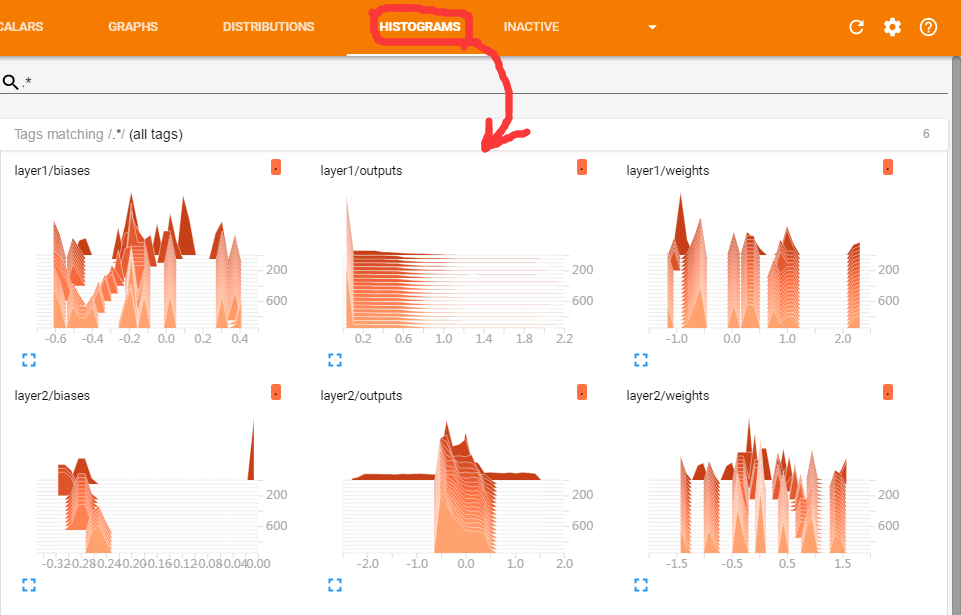 CALARS GRAPHS DISTRIBUTIONS HISTOGRAMS INACTIVE
.*
Tags matching /.*/ (all tags) 6
layer1/biases layer1/outputs layer1/weights
200 200 200
600 600 600
-0.6 -0.4 -0.2 0.0 0.2 0.4 0.2 0.6 1.0 1.4 1.8 2.2 -1.0 0.0 1.0 2.0
layer2/biases layer2/outputs layer2/weights
200 200 200
600 600 600
-0.32 -0.28 -0.24 -0.20 -0.16 -0.12 -0.08 -0.04 0.00 -2.0 -1.0 0.0 1.0 2.0 -1.5 -0.5 0.5 1.5